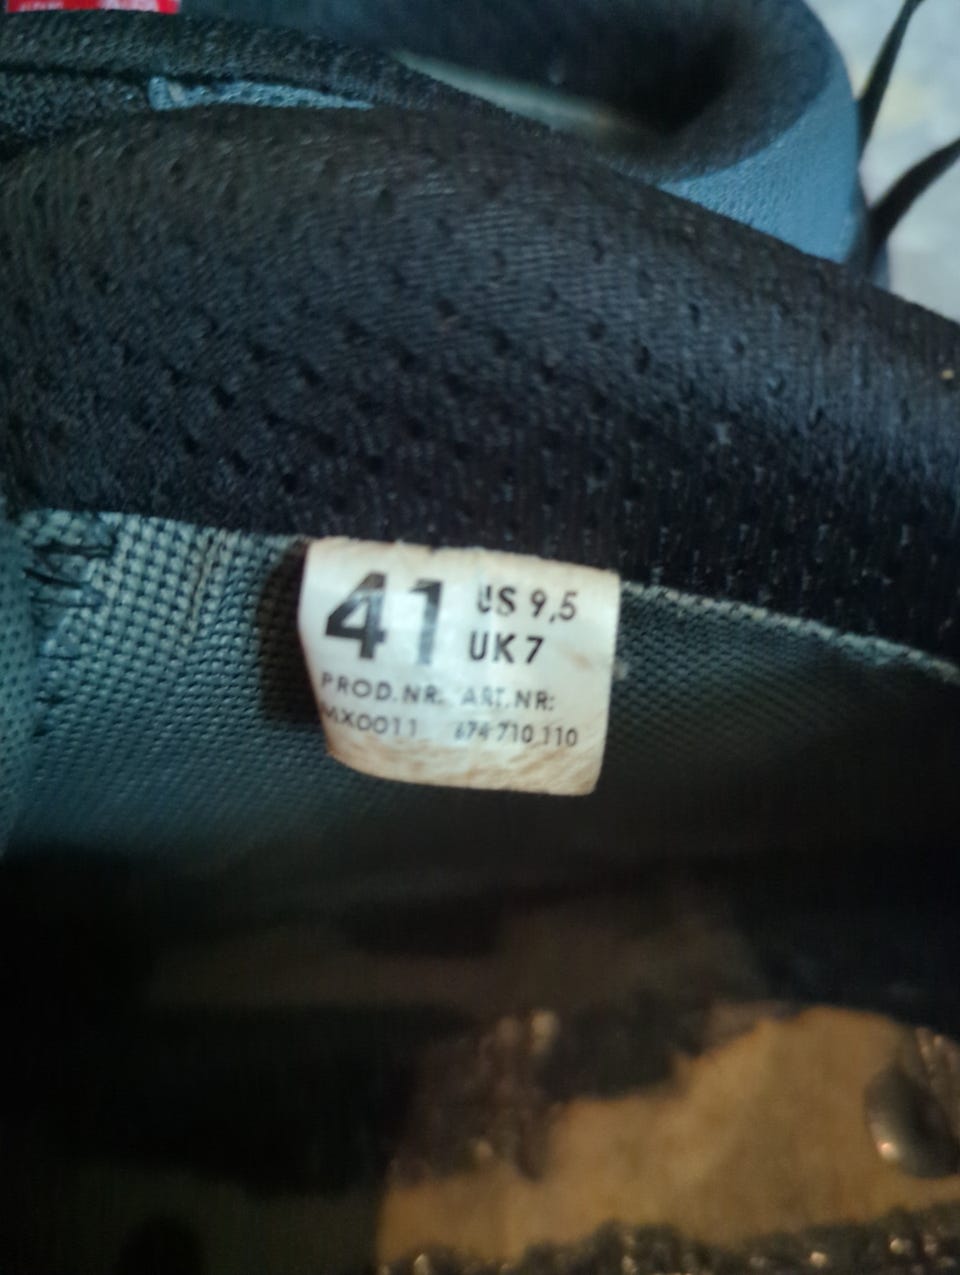 41 US 9,5
UK 7
PROD.NR: ART.NR:
MX0011 674 710 110